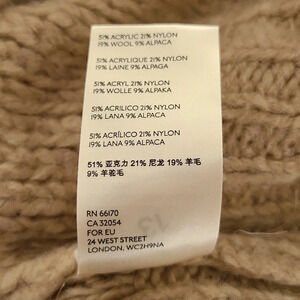 51% ACRYLIC 21% NYLON
19% WOOL 9% ALPACA
51% ACRYLIQUE 21% NYLON
19% LAINE 9% ALPAGA
51% ACRYL 21% NYLON
19% WOLLE 9% ALPAKA
51% ACRILICO 21% NYLON
19% LANA 9% ALPACA
51% ACRÍLICO 21% NYLON
19% LANA 9% ALPACA
51% 亚克力 21% 尼龙 19% 羊毛
9% 羊驼毛
RN 66170
CA 32054
FOR EU
24 WEST STREET
LONDON, WC2H9NA